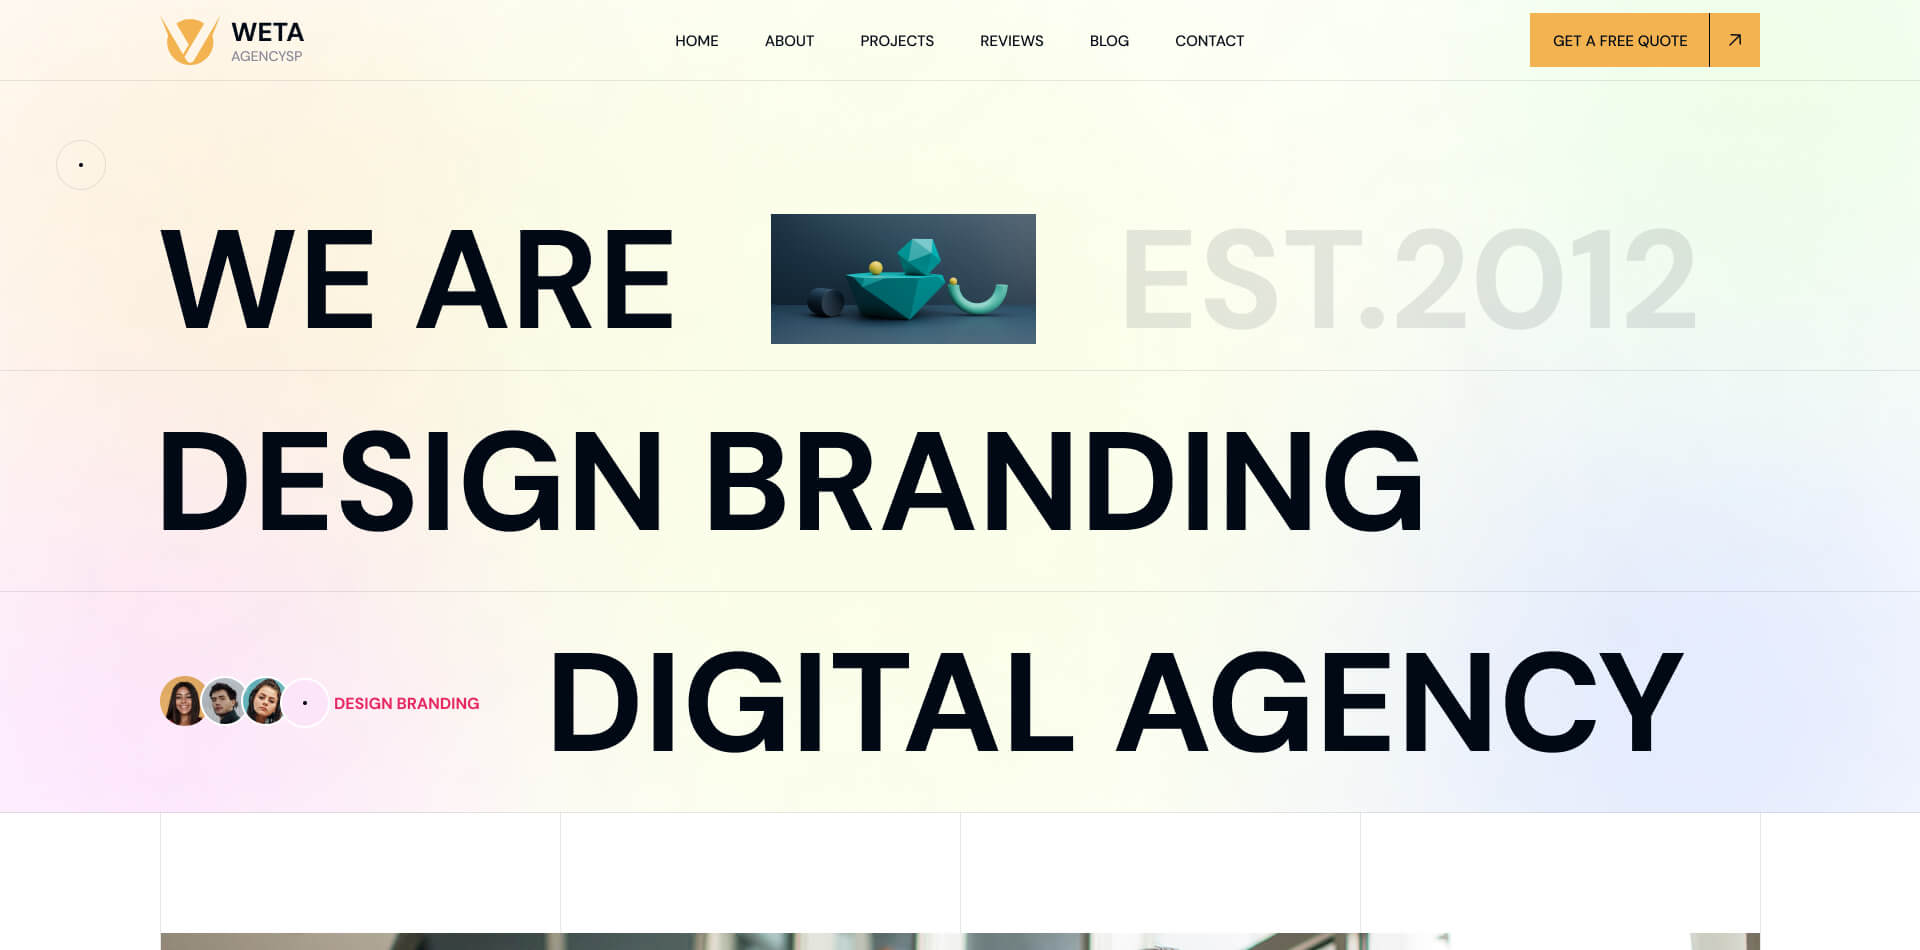 WETA
AGENCYSP
HOME ABOUT PROJECTS REVIEWS BLOG CONTACT
GET A FREE QUOTE
WE ARE
EST.2012
DESIGN BRANDING
DESIGN BRANDING
DIGITAL AGENCY